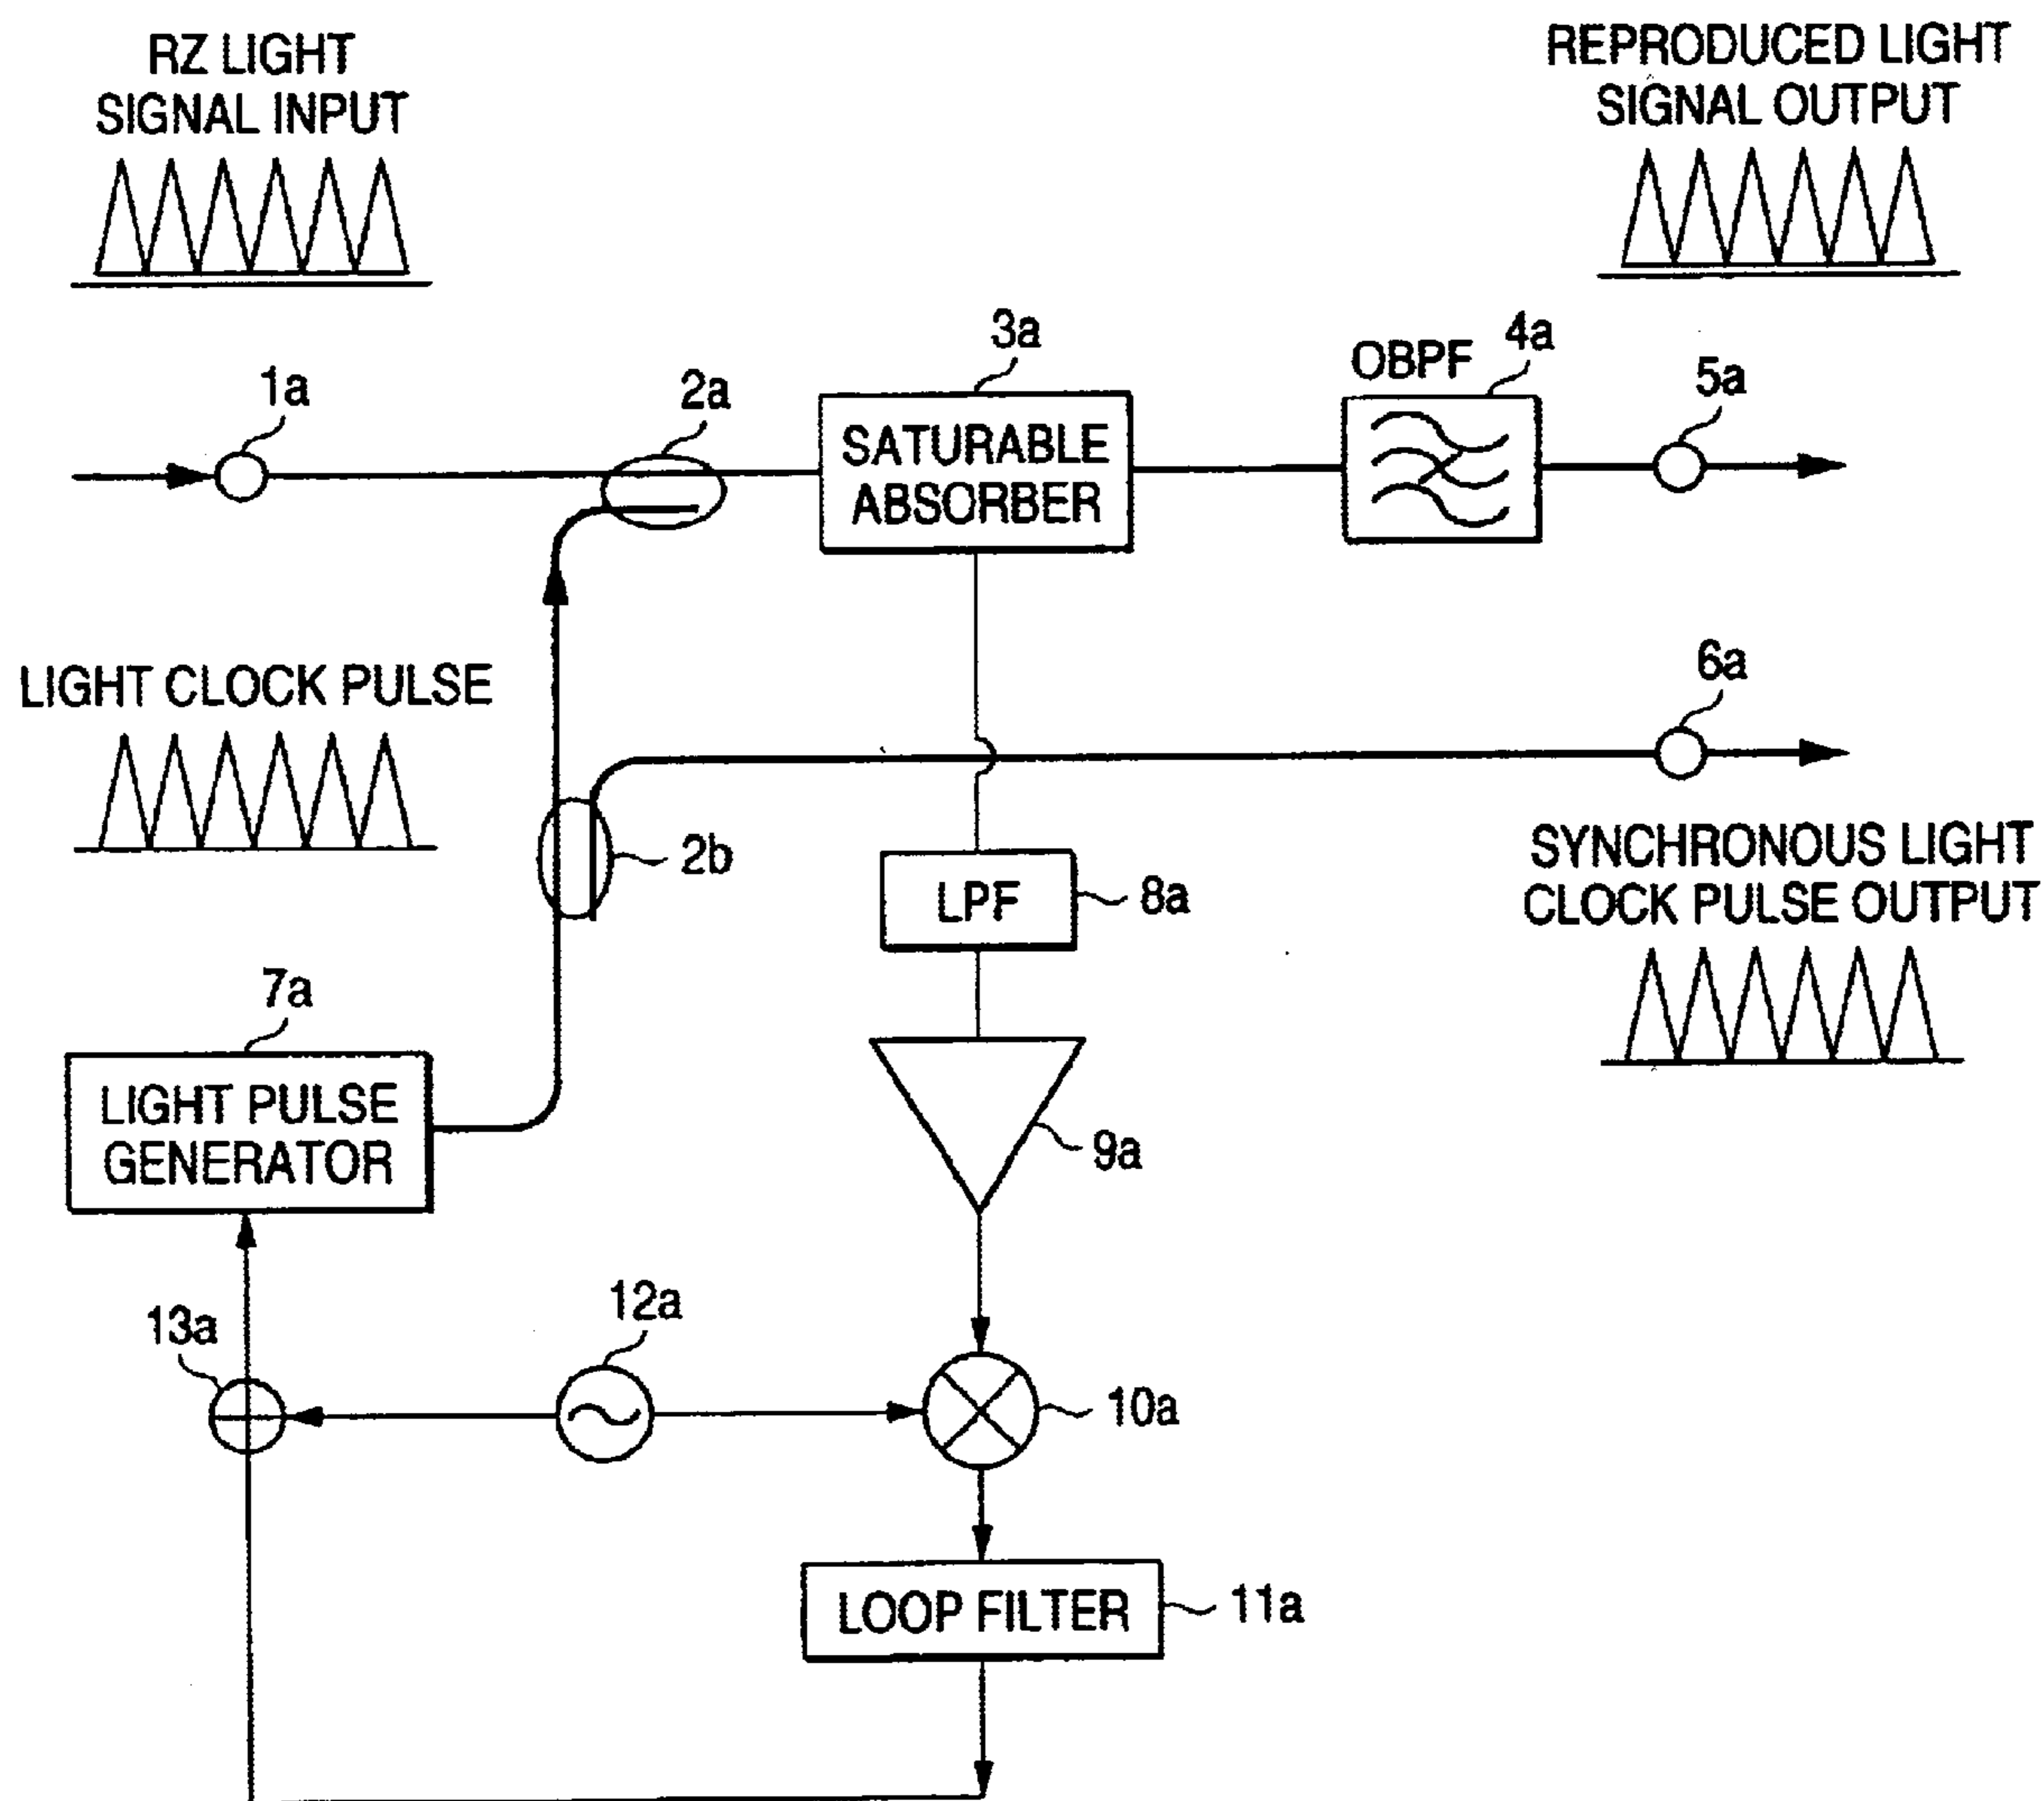 RZ LIGHT
SIGNAL INPUT
REPRODUCED LIGHT
SIGNAL OUTPUT
1a
2a
3a
SATURABLE
ABSORBER
OBPF
4a
5a
LIGHT CLOCK PULSE
6a
2b
LPF
8a
SYNCHRONOUS LIGHT
CLOCK PULSE OUTPUT
7a
LIGHT PULSE
GENERATOR
9a
13a
12a
10a
LOOP FILTER
11a